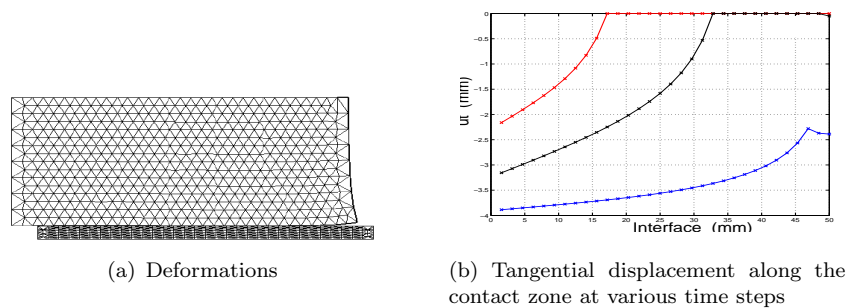 0
−0.5
−1
−1.5
−2
−2.5
−3
−3.5
−4
ut (mm)
0 5 10 15 20 25 30 35 40 45 50
Interface (mm)
(a) Deformations
(b) Tangential displacement along the
contact zone at various time steps